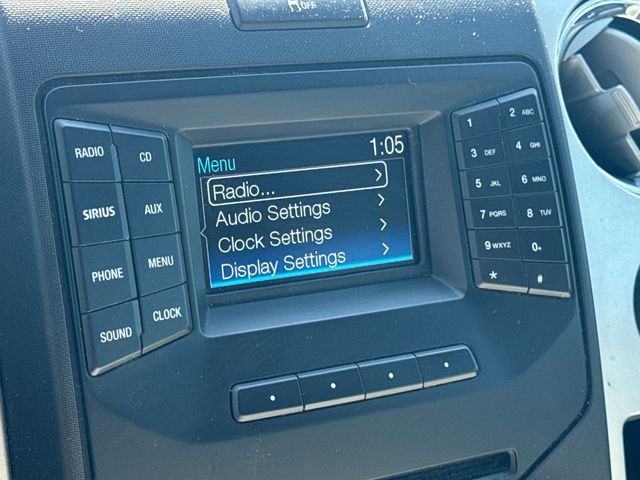 OFF
1:05
Menu
Radio...
Audio Settings
Clock Settings
Display Settings
RADIO
CD
SIRIUS
AUX
PHONE
MENU
SOUND
CLOCK
1
2 ABC
3 DEF
4 GHI
5 JKL
6 MNO
7 PQRS
8 TUV
9 WXYZ
0+
*
#